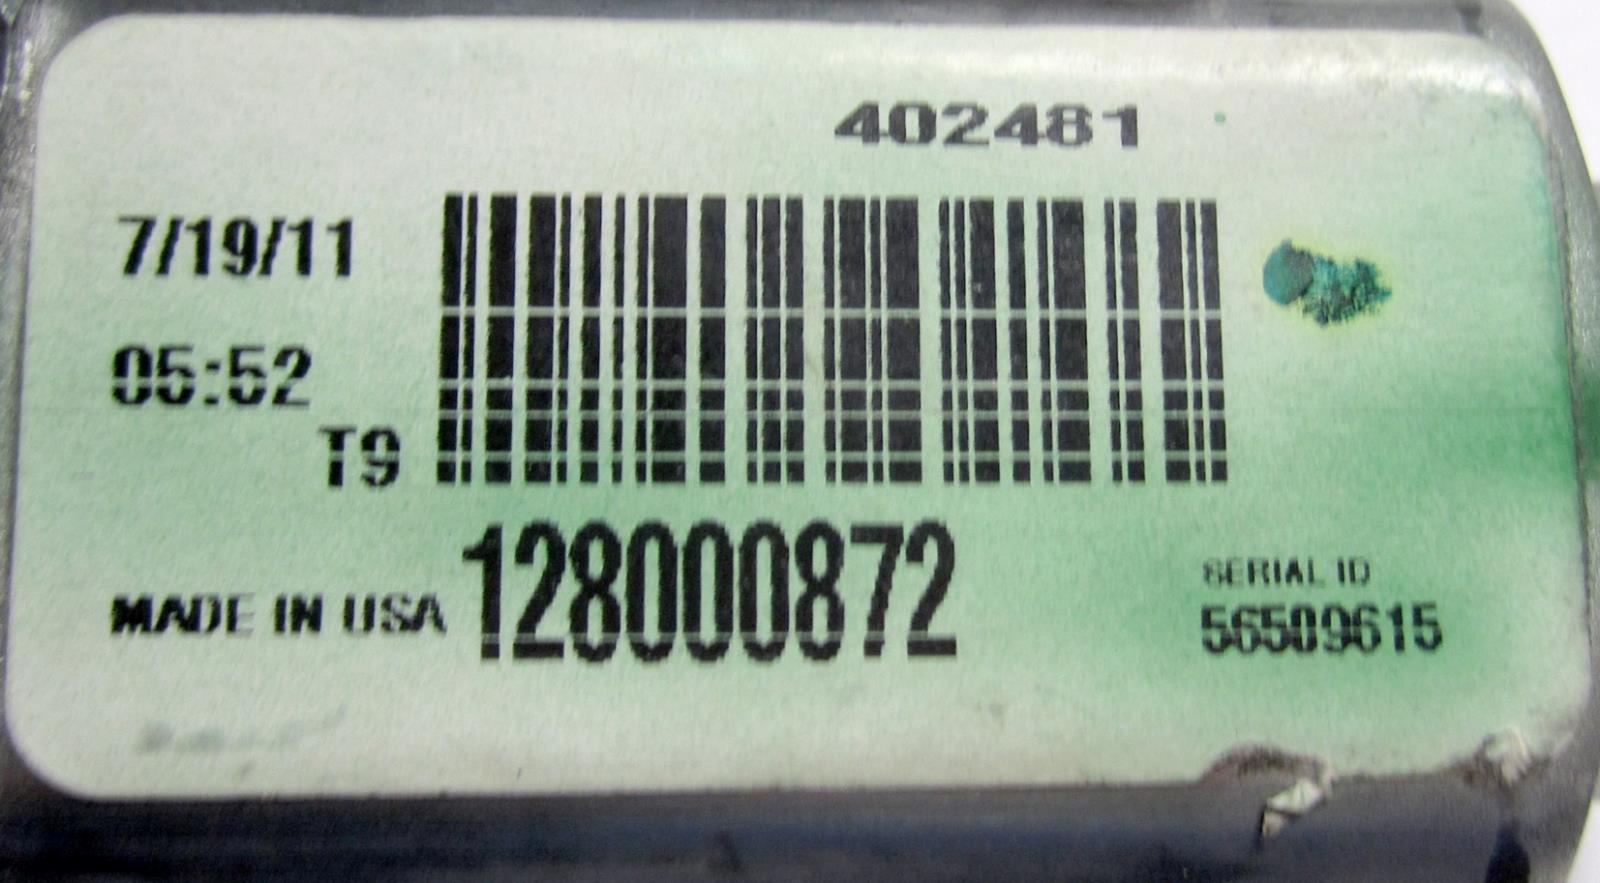 402481
7/19/11
05:52
T9
128000872
MADE IN USA
SERIAL ID
56509615